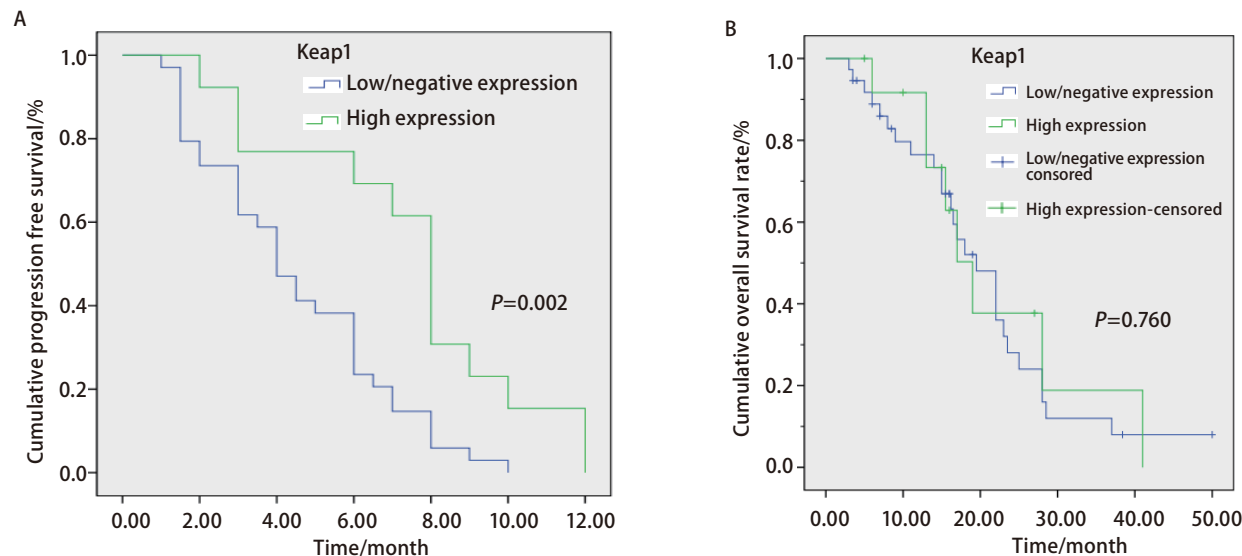 A
Keap1
Low/negative expression
High expression
P=0.002
Cumulative progression free survival/%
1.0
0.8
0.6
0.4
0.2
0.0
0.00 2.00 4.00 6.00 8.00 10.00 12.00
Time/month
B
Keap1
Low/negative expression
High expression
Low/negative expression
consored
High expression-censored
P=0.760
Cumulative overall survival rate/%
1.0
0.8
0.6
0.4
0.2
0.0
0.00 10.00 20.00 30.00 40.00 50.00
Time/month